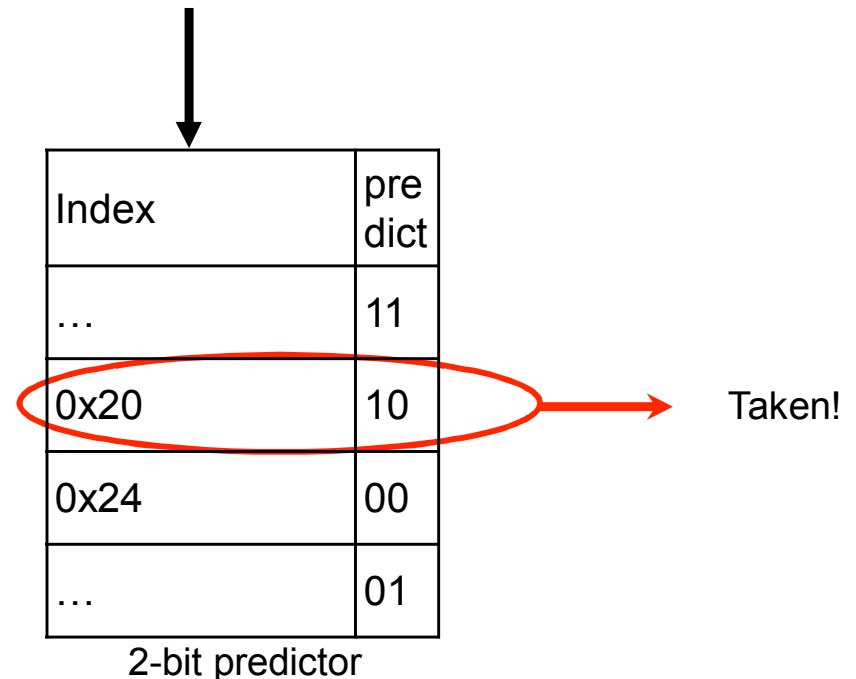 Index pre
dict
… 11
0x20 10 Taken!
0x24 00
… 01
2-bit predictor